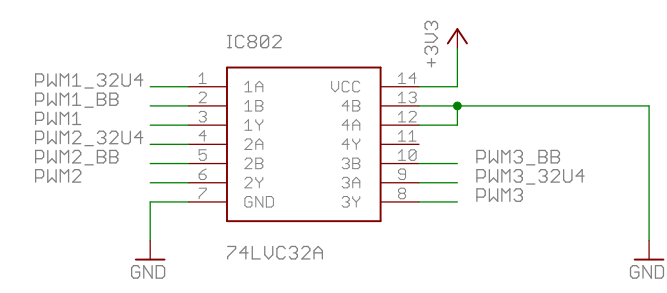 IC802
+3V3
PWM1_32U4 1 1A VCC 14
PWM1_BB 2 1B 4B 13
PWM1 3 1Y 4A 12
PWM2_32U4 4 2A 4Y 11
PWM2_BB 5 2B 3B 10 PWM3_BB
PWM2 6 2Y 3A 9 PWM3_32U4
7 GND 3Y 8 PWM3
74LVC32A
GND GND